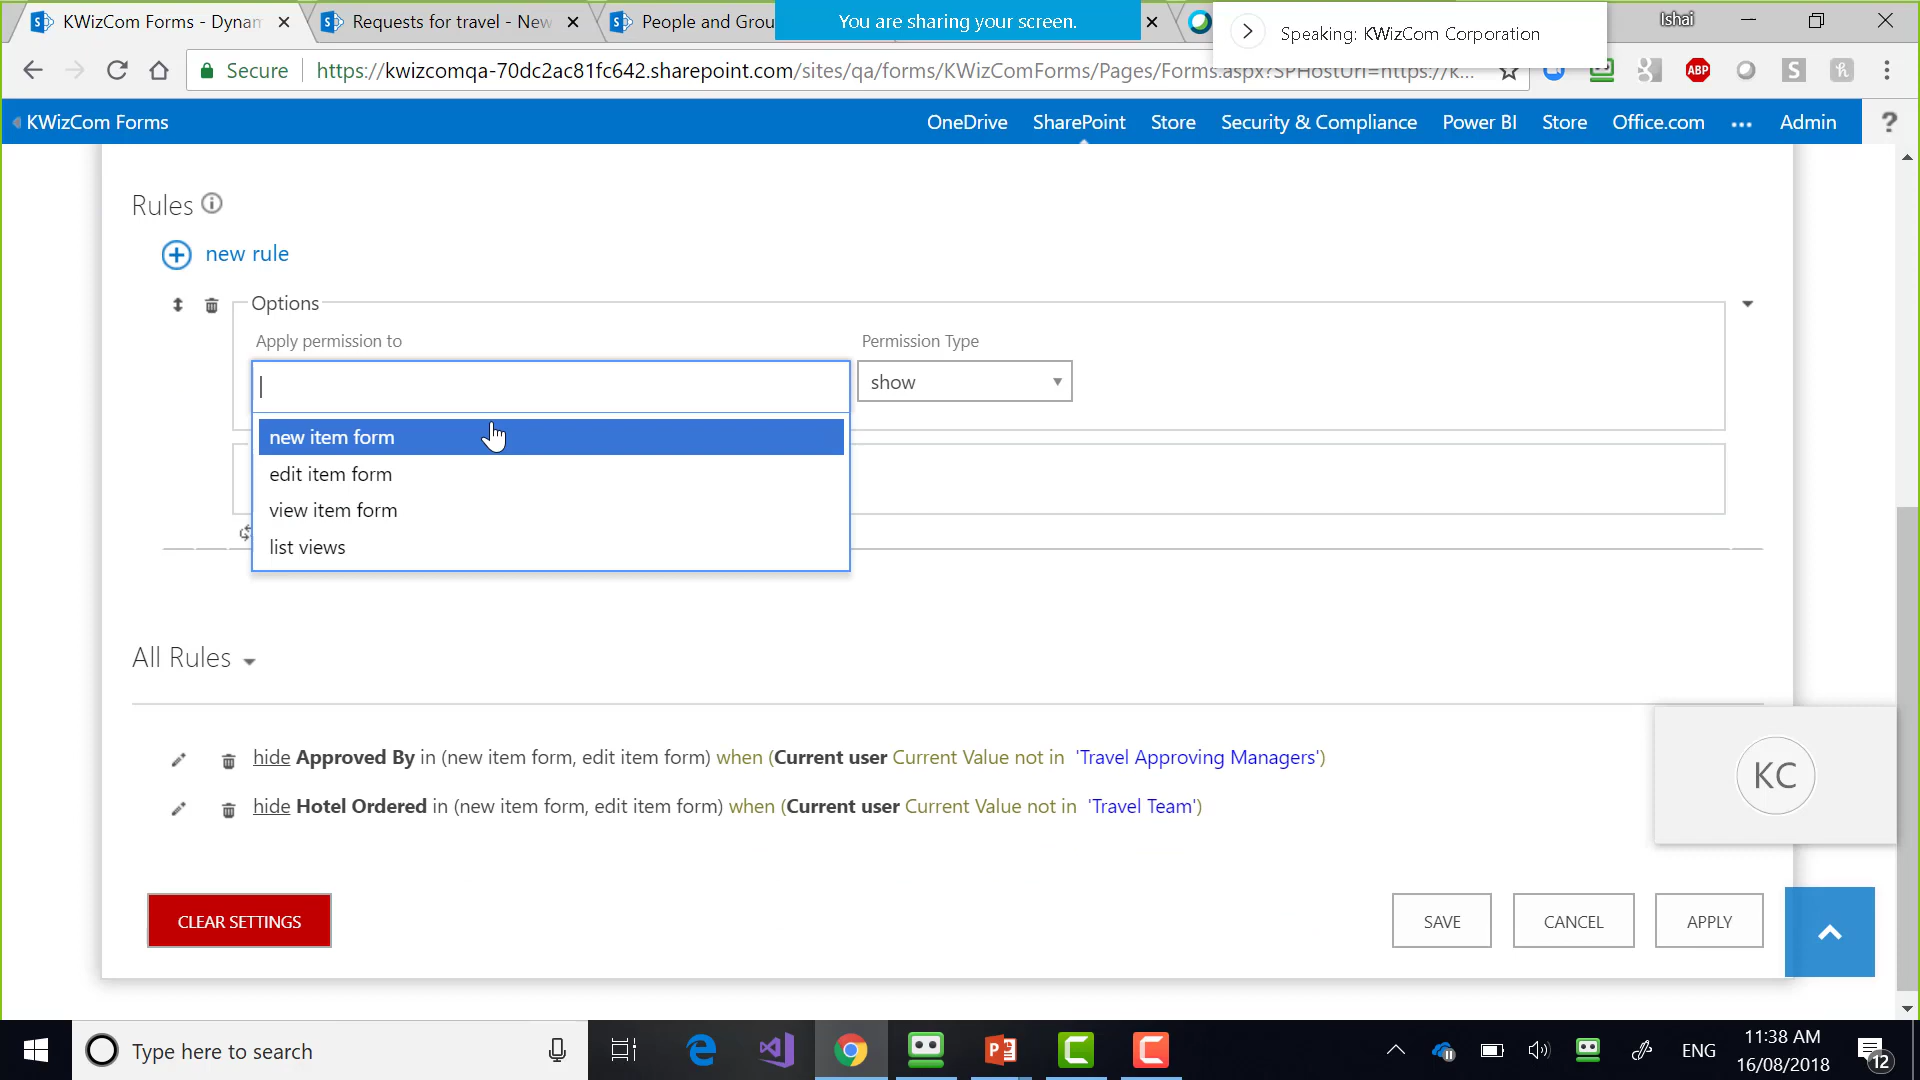 KWizCom Forms - Dynam
Requests for travel - New
People and Grou
You are sharing your screen.
Speaking: KWizCom Corporation
Ishai
Secure
https://kwizcomqa-70dc2ac81fc642.sharepoint.com/sites/qa/forms/KWizComForms/Pages/Forms.aspx?SPHostUrl=https://k...
ABP
KWizCom Forms
OneDrive SharePoint Store Security & Compliance Power BI Store Office.com ... Admin ?
Rules
new rule
Options
Apply permission to
Permission Type
show
new item form
edit item form
view item form
list views
All Rules
hide Approved By in (new item form, edit item form) when (Current user Current Value not in 'Travel Approving Managers')
hide Hotel Ordered in (new item form, edit item form) when (Current user Current Value not in 'Travel Team')
KC
CLEAR SETTINGS
SAVE
CANCEL
APPLY
Type here to search
ENG
11:38 AM
16/08/2018
12